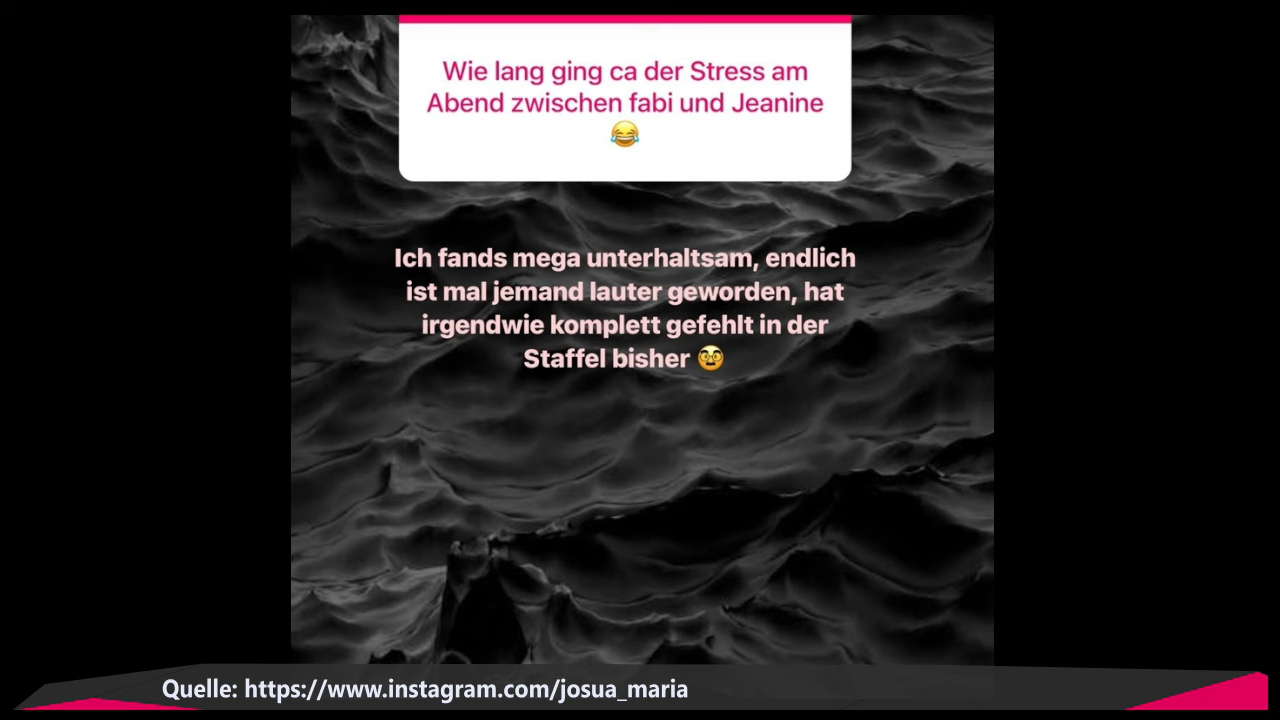 Wie lang ging ca der Stress am
Abend zwischen fabi und Jeanine
😂
Ich fands mega unterhaltsam, endlich
ist mal jemand lauter geworden, hat
irgendwie komplett gefehlt in der
Staffel bisher 🥸
Quelle: https://www.instagram.com/josua_maria